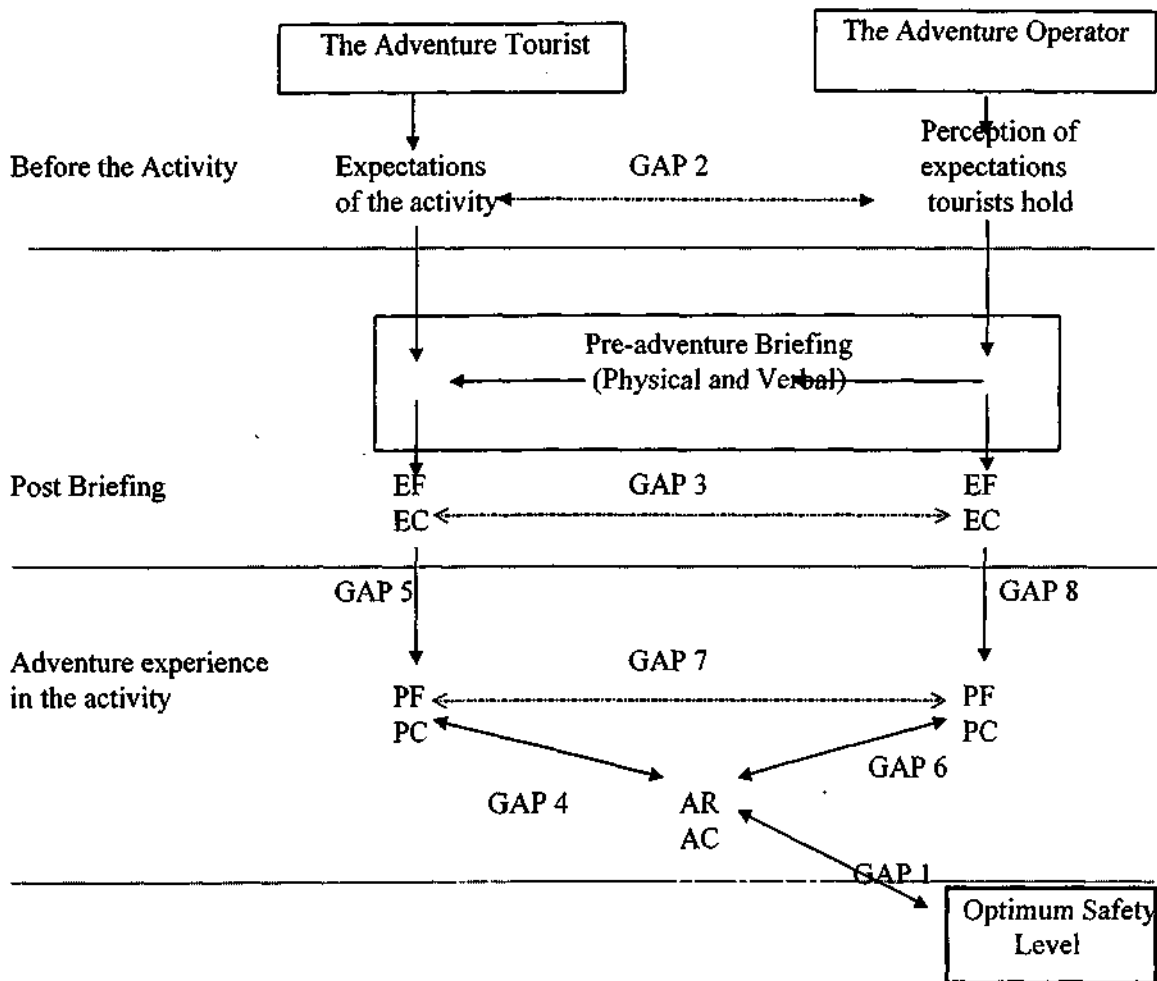 The Adventure Tourist
The Adventure Operator
Before the Activity
Expectations
of the activity
GAP 2
Perception of
expectations
tourists hold
Pre-adventure Briefing
(Physical and Verbal)
Post Briefing
EF
EC
GAP 3
EF
EC
GAP 5
GAP 8
Adventure experience
in the activity
GAP 7
PF
PC
PF
PC
GAP 6
GAP 4
AR
AC
GAP 1
Optimum Safety
Level